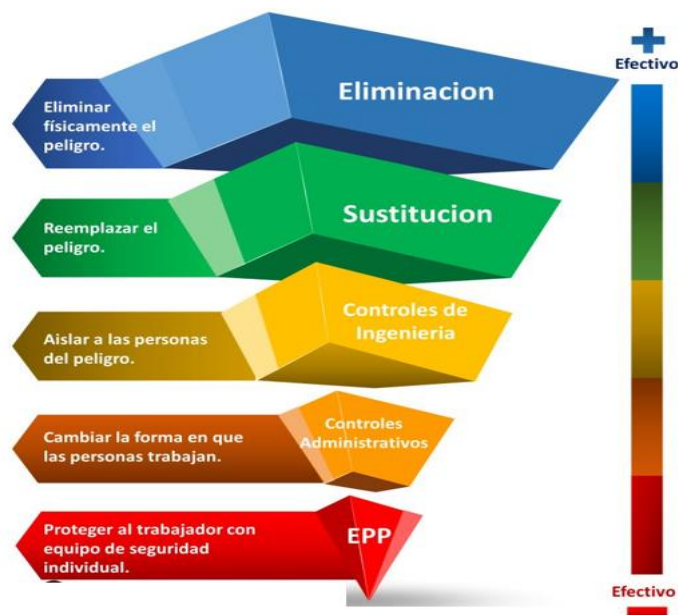 +
Efectivo
Eliminar
físicamente el
peligro.
Eliminacion
Reemplazar el
peligro.
Sustitucion
Aislar a las personas
del peligro.
Controles de
Ingenieria
Cambiar la forma en que
las personas trabajan.
Controles
Administrativos
Proteger al trabajador con
equipo de seguridad
individual.
EPP
Efectivo
-